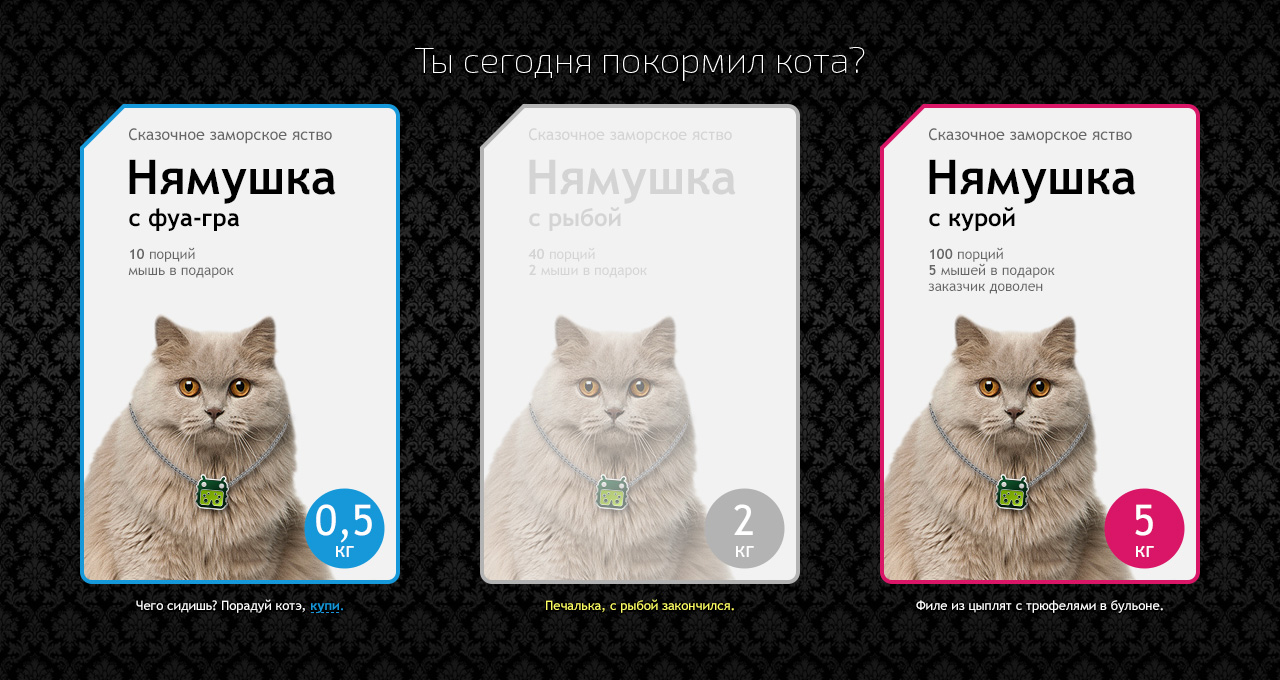 Ты сегодня покормил кота?
Сказочное заморское яство
Нямушка
с фуа-гра
10 порций
мышь в подарок
0,5
кг
Чего сидишь? Порадуй котэ, купи.
Сказочное заморское яство
Нямушка
с рыбой
40 порций
2 мыши в подарок
2
кг
Печалька, с рыбой закончился.
Сказочное заморское яство
Нямушка
с курой
100 порций
5 мышей в подарок
заказчик доволен
5
кг
Филе из цыплят с трюфелями в бульоне.